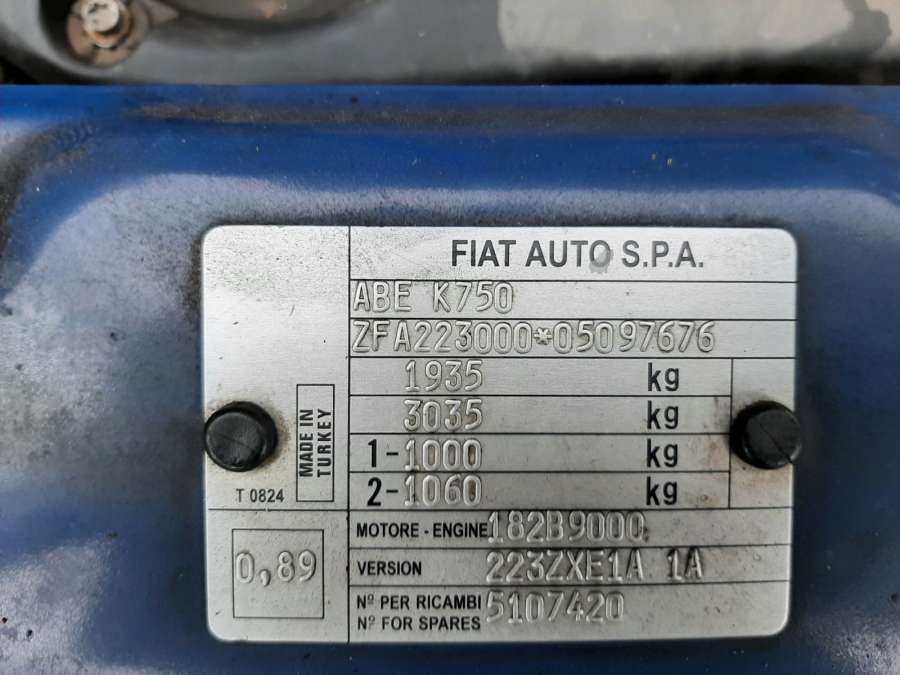 FIAT AUTO S.P.A.
ABE K750
ZFA223000*05097676
1935 kg
3035 kg
1-1000 kg
2-1060 kg
MADE IN
TURKEY
T 0824
MOTORE - ENGINE 182B9000
0,89
VERSION 223ZXE1A 1A
Nº PER RICAMBI
Nº FOR SPARES 5107420